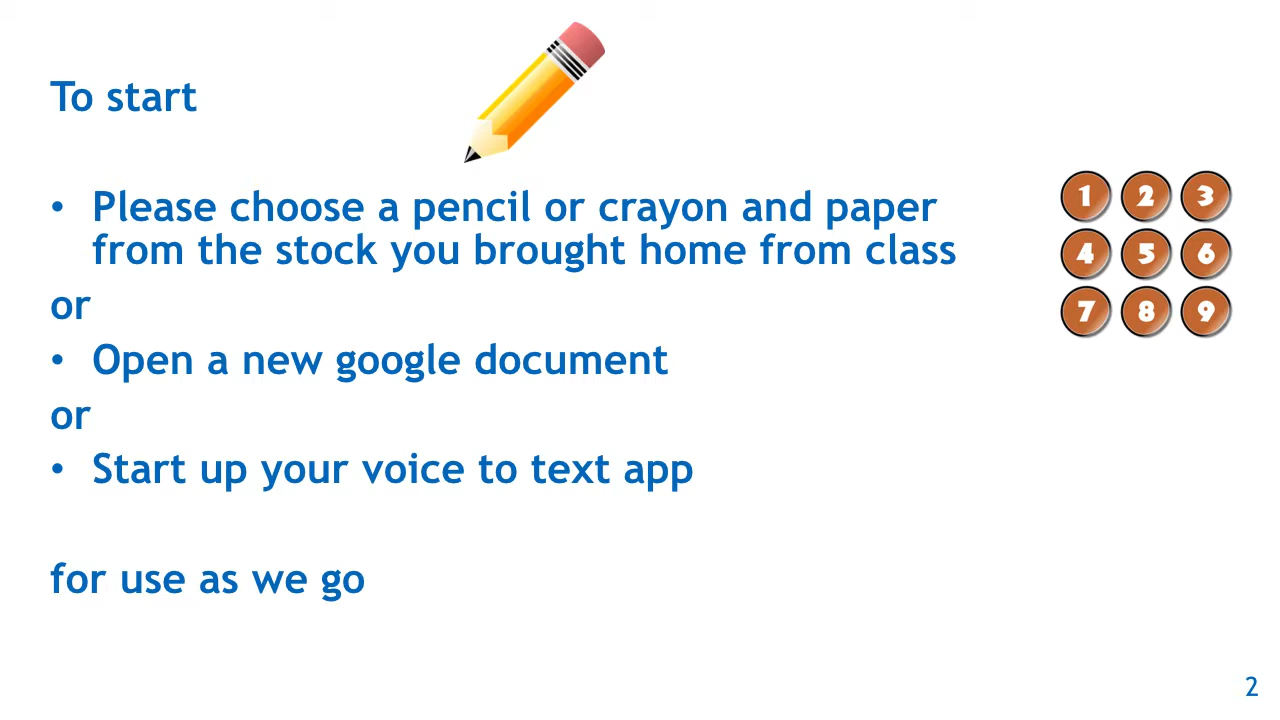 To start
• Please choose a pencil or crayon and paper
from the stock you brought home from class
or
• Open a new google document
or
• Start up your voice to text app
for use as we go
1 2 3
4 5 6
7 8 9
2